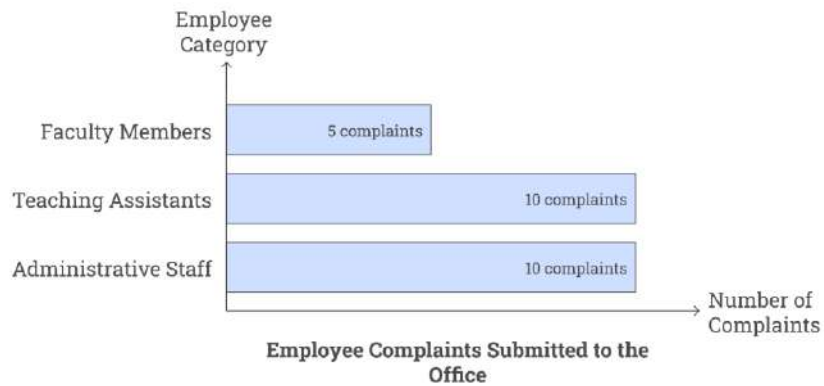 Employee
Category
Faculty Members
5 complaints
Teaching Assistants
10 complaints
Administrative Staff
10 complaints
Number of
Complaints
Employee Complaints Submitted to the
Office